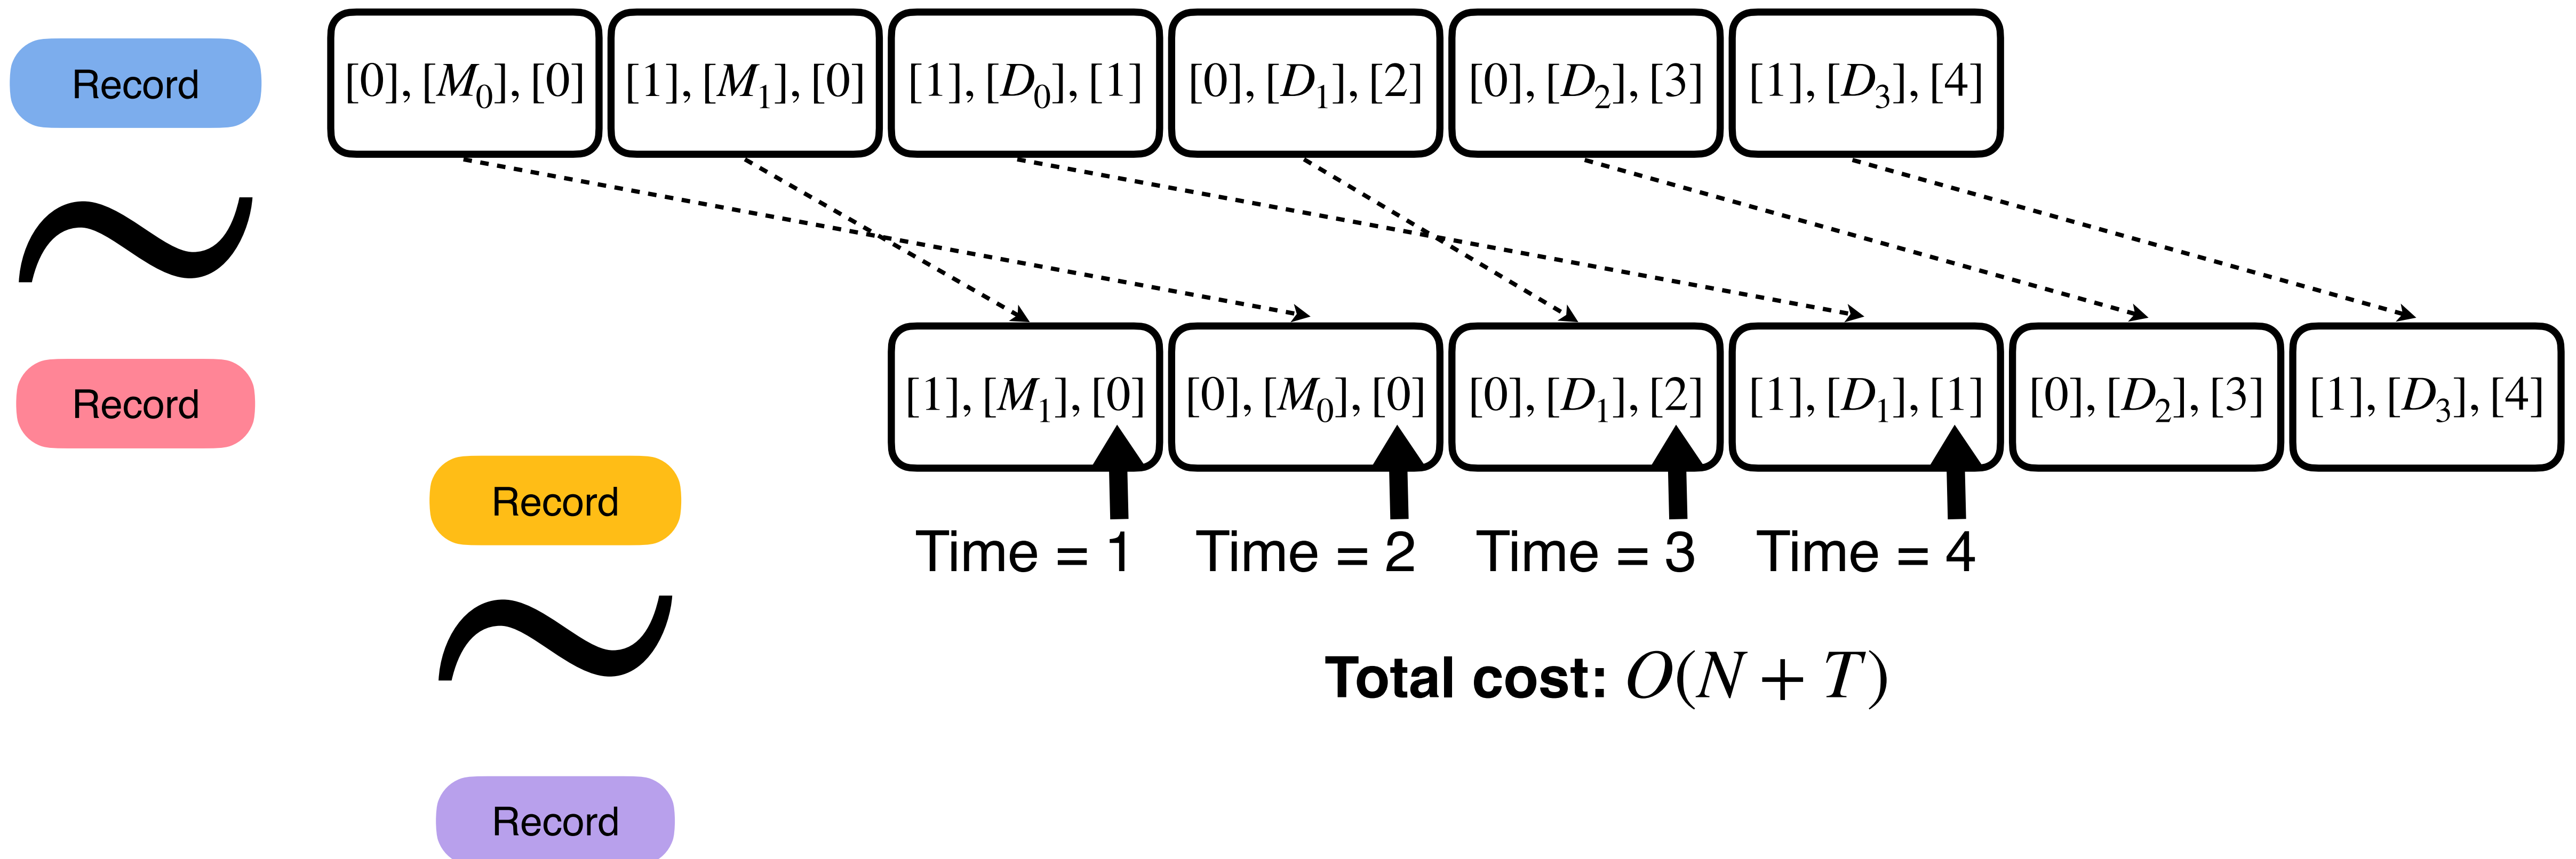 Record
[0], [M₀], [0] [1], [M₁], [0] [1], [D₀], [1] [0], [D₁], [2] [0], [D₂], [3] [1], [D₃], [4]
~
Record
[1], [M₁], [0] [0], [M₀], [0] [0], [D₁], [2] [1], [D₁], [1] [0], [D₂], [3] [1], [D₃], [4]
Record
Time = 1 Time = 2 Time = 3 Time = 4
~
Total cost: O(N + T)
Record